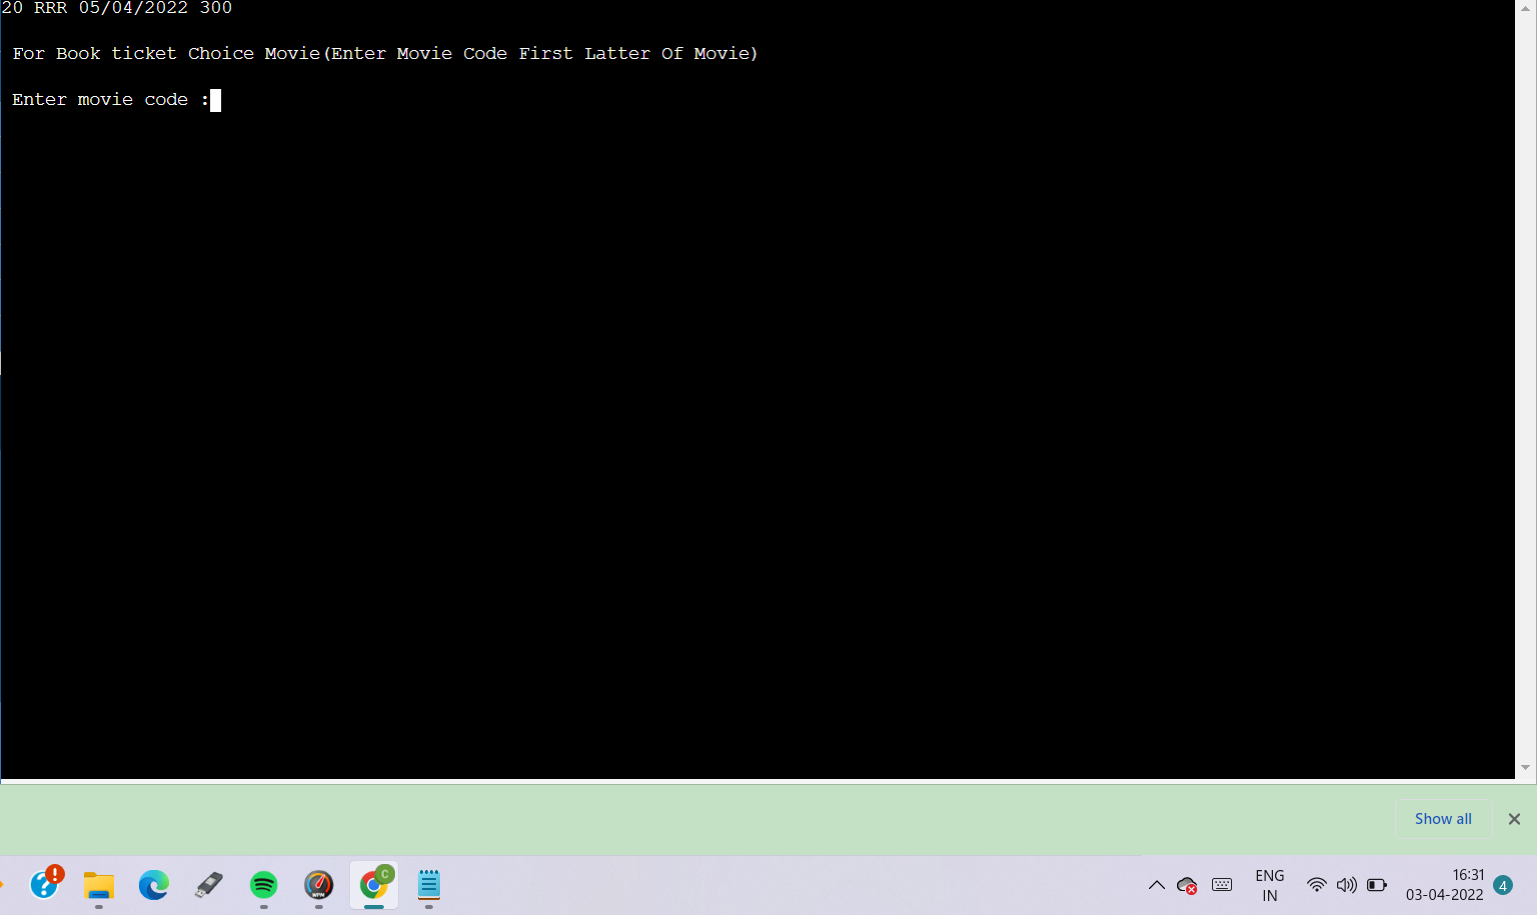 20 RRR 05/04/2022 300
For Book ticket Choice Movie(Enter Movie Code First Latter Of Movie)
Enter movie code :
Show all
?
!
WPM
C
ENG
IN
16:31
03-04-2022
4